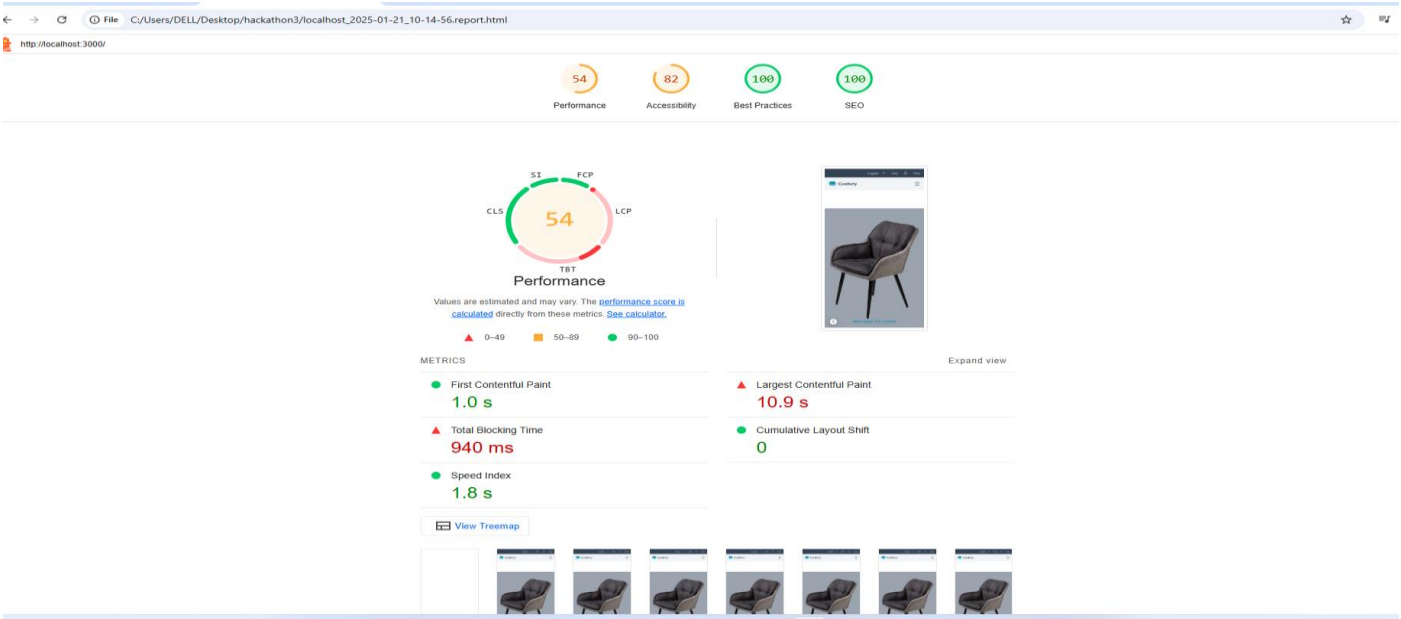 File C:/Users/DELL/Desktop/hackathon3/localhost_2025-01-21_10-14-56.report.html
http://localhost:3000/
54 82 100 100
Performance Accessibility Best Practices SEO
SI FCP
CLS LCP
54
TBT
Performance
Values are estimated and may vary. The performance score is
calculated directly from these metrics. See calculator.
0–49 50–89 90–100
METRICS Expand view
First Contentful Paint
1.0 s
Largest Contentful Paint
10.9 s
Total Blocking Time
940 ms
Cumulative Layout Shift
0
Speed Index
1.8 s
View Treemap